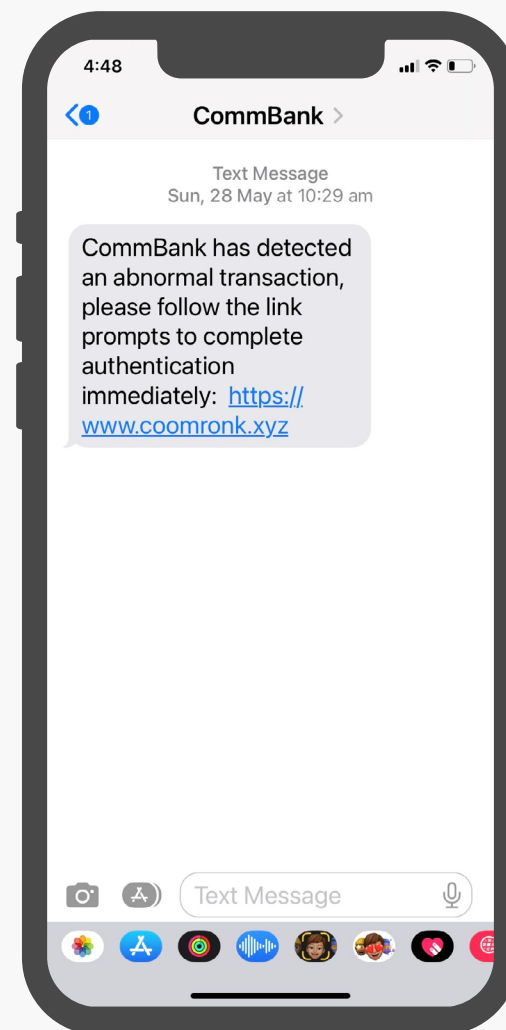 4:48
1
CommBank
Text Message
Sun, 28 May at 10:29 am
CommBank has detected
an abnormal transaction,
please follow the link
prompts to complete
authentication
immediately: https://
www.coomronk.xyz
Text Message